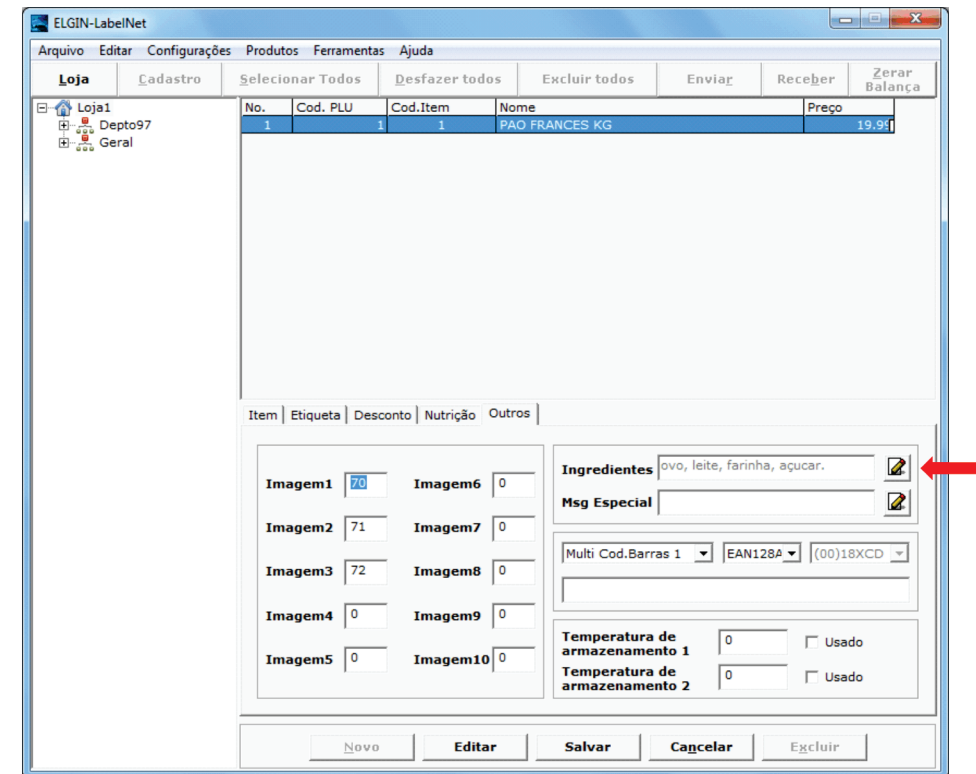 ELGIN-LabelNet
Arquivo Editar Configurações Produtos Ferramentas Ajuda
Loja Cadastro Selecionar Todos Desfazer todos Excluir todos Enviar Receber Zerar Balança
Loja1
Depto97
Geral
No. Cod. PLU Cod.Item Nome Preço
1 1 1 PAO FRANCES KG 19.99
Item Etiqueta Desconto Nutrição Outros
Imagem1 70 Imagem6 0
Imagem2 71 Imagem7 0
Imagem3 72 Imagem8 0
Imagem4 0 Imagem9 0
Imagem5 0 Imagem10 0
Ingredientes ovo, leite, farinha, açucar.
Msg Especial
Multi Cod.Barras 1 EAN128A (00)18XCD
Temperatura de
armazenamento 1 0 Usado
Temperatura de
armazenamento 2 0 Usado
Novo Editar Salvar Cancelar Excluir